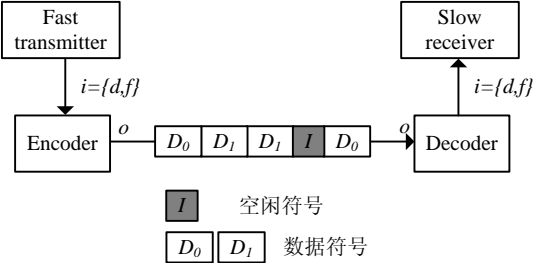 Fast
transmitter
Slow
receiver
i={d,f}
i={d,f}
Encoder
o
D0 D1 D1 I D0
o
Decoder
I 空闲符号
D0 D1 数据符号